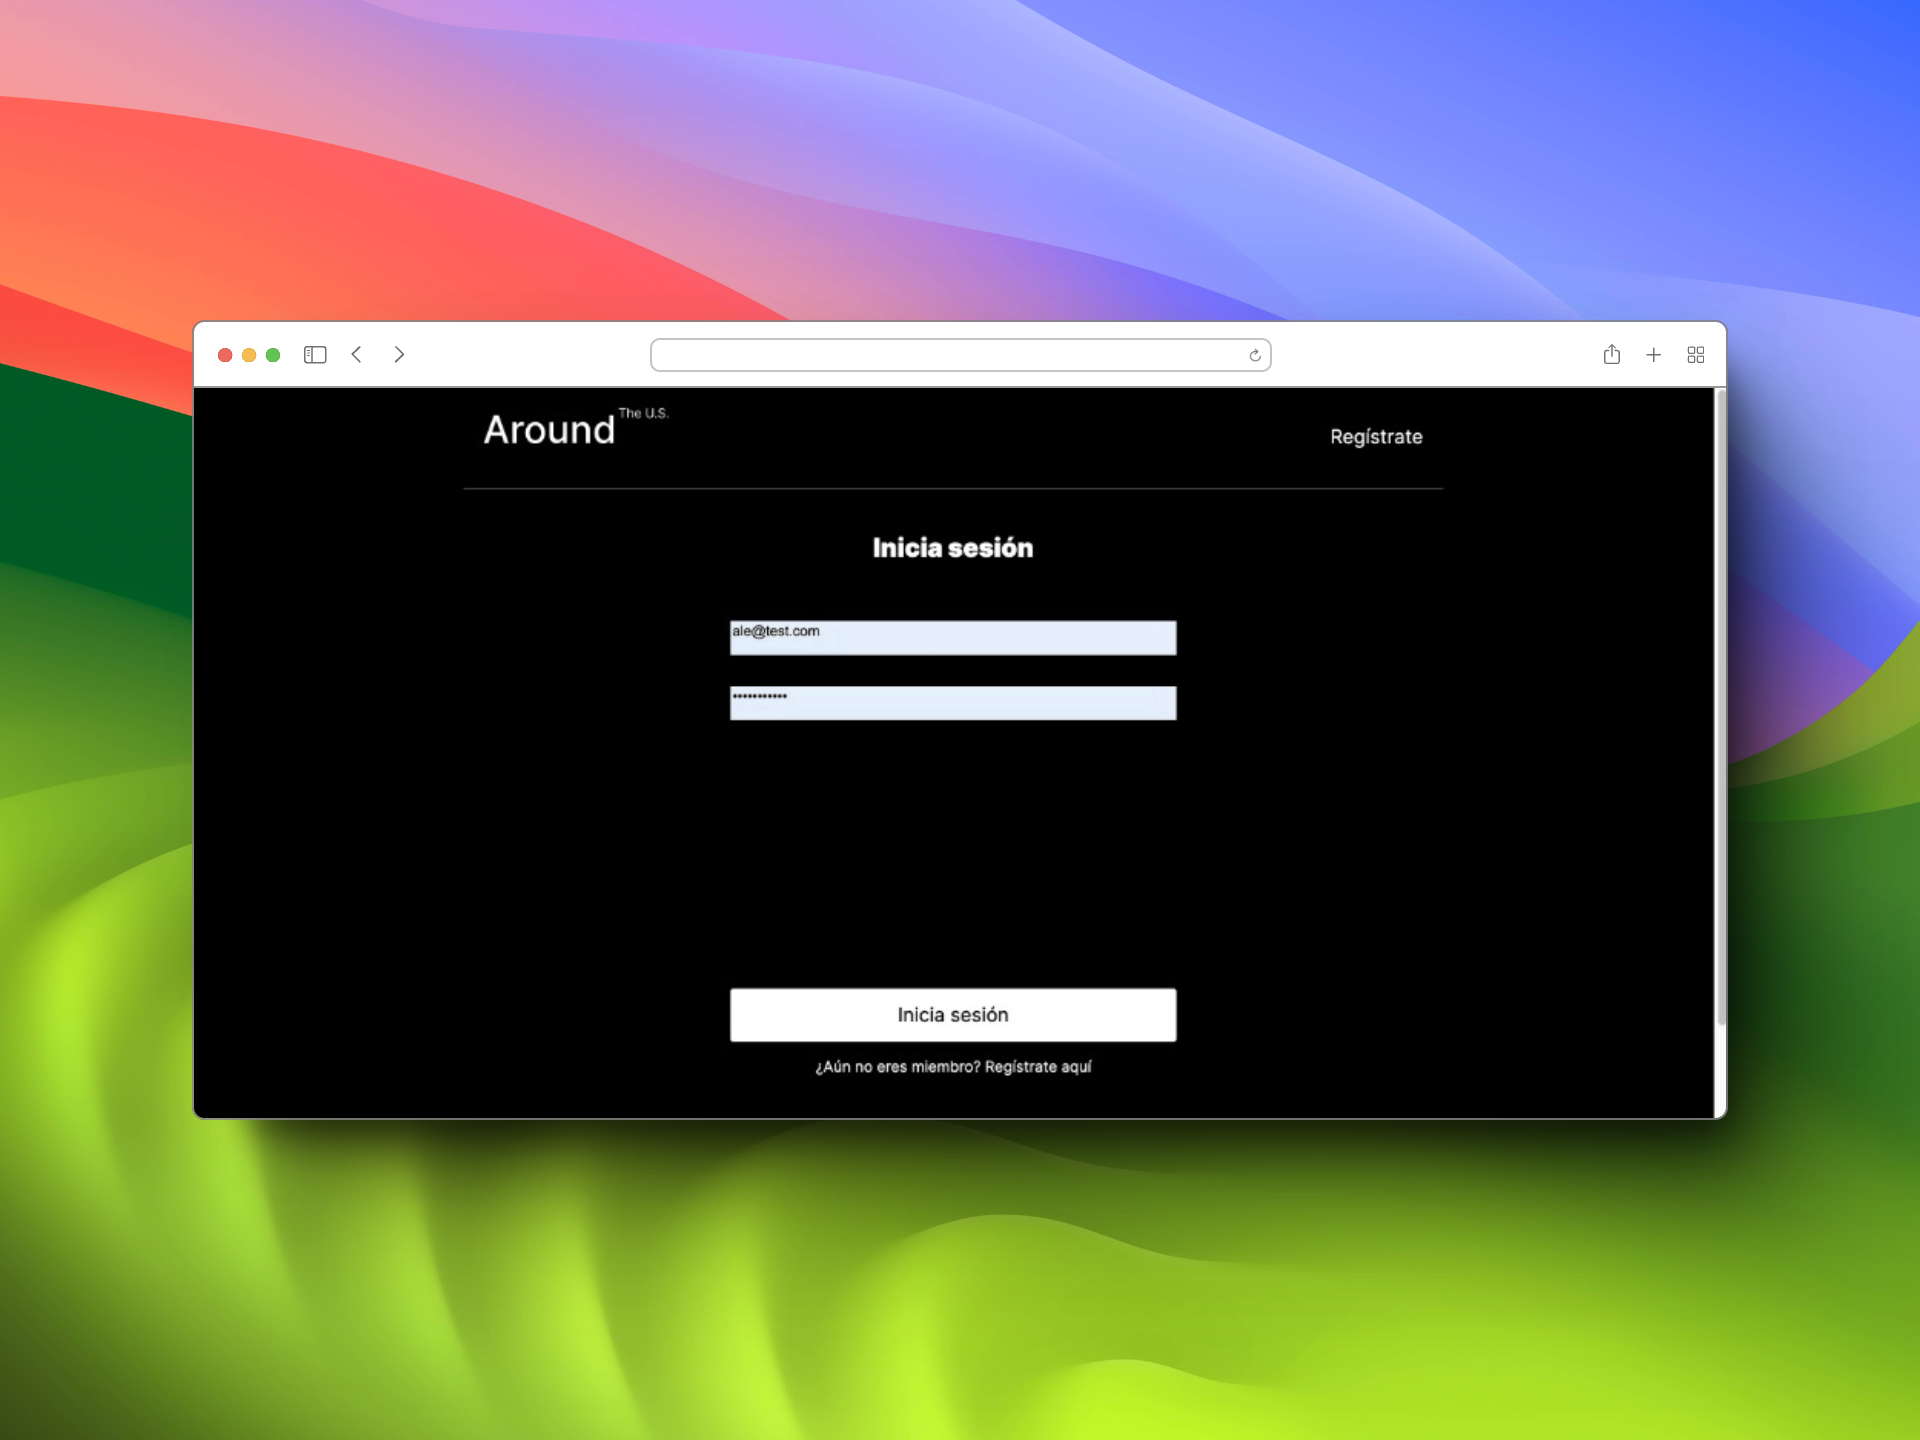 Around The U.S.
Regístrate
Inicia sesión
ale@test.com
•••••••••••
Inicia sesión
¿Aún no eres miembro? Regístrate aquí